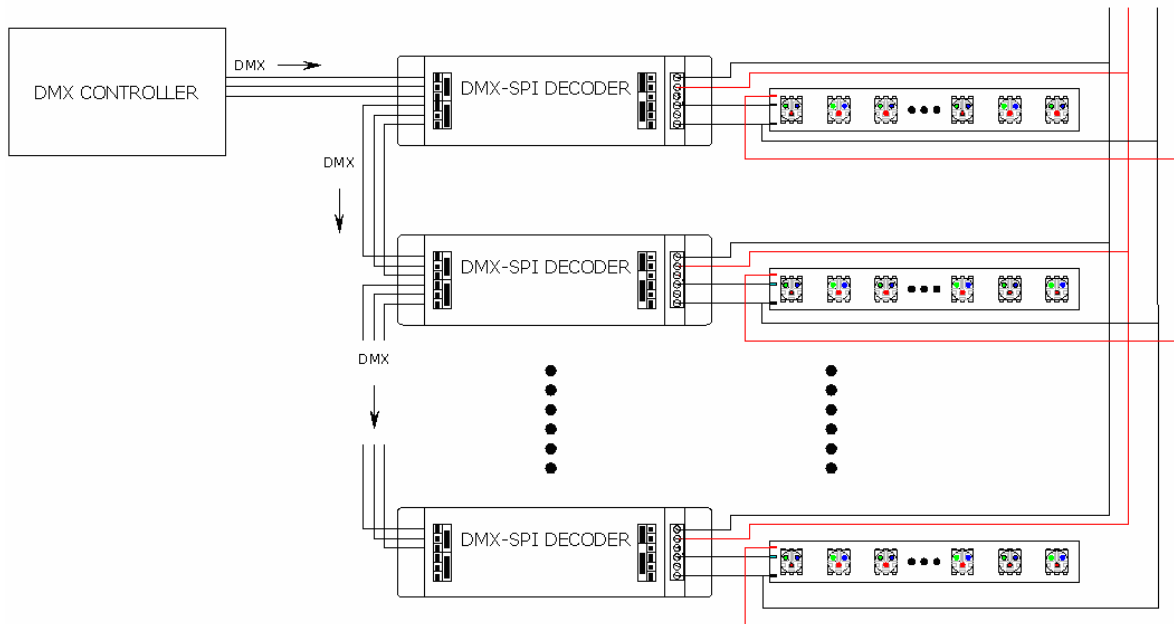 DMX CONTROLLER
DMX
DMX-SPI DECODER
DMX
DMX-SPI DECODER
DMX
DMX-SPI DECODER